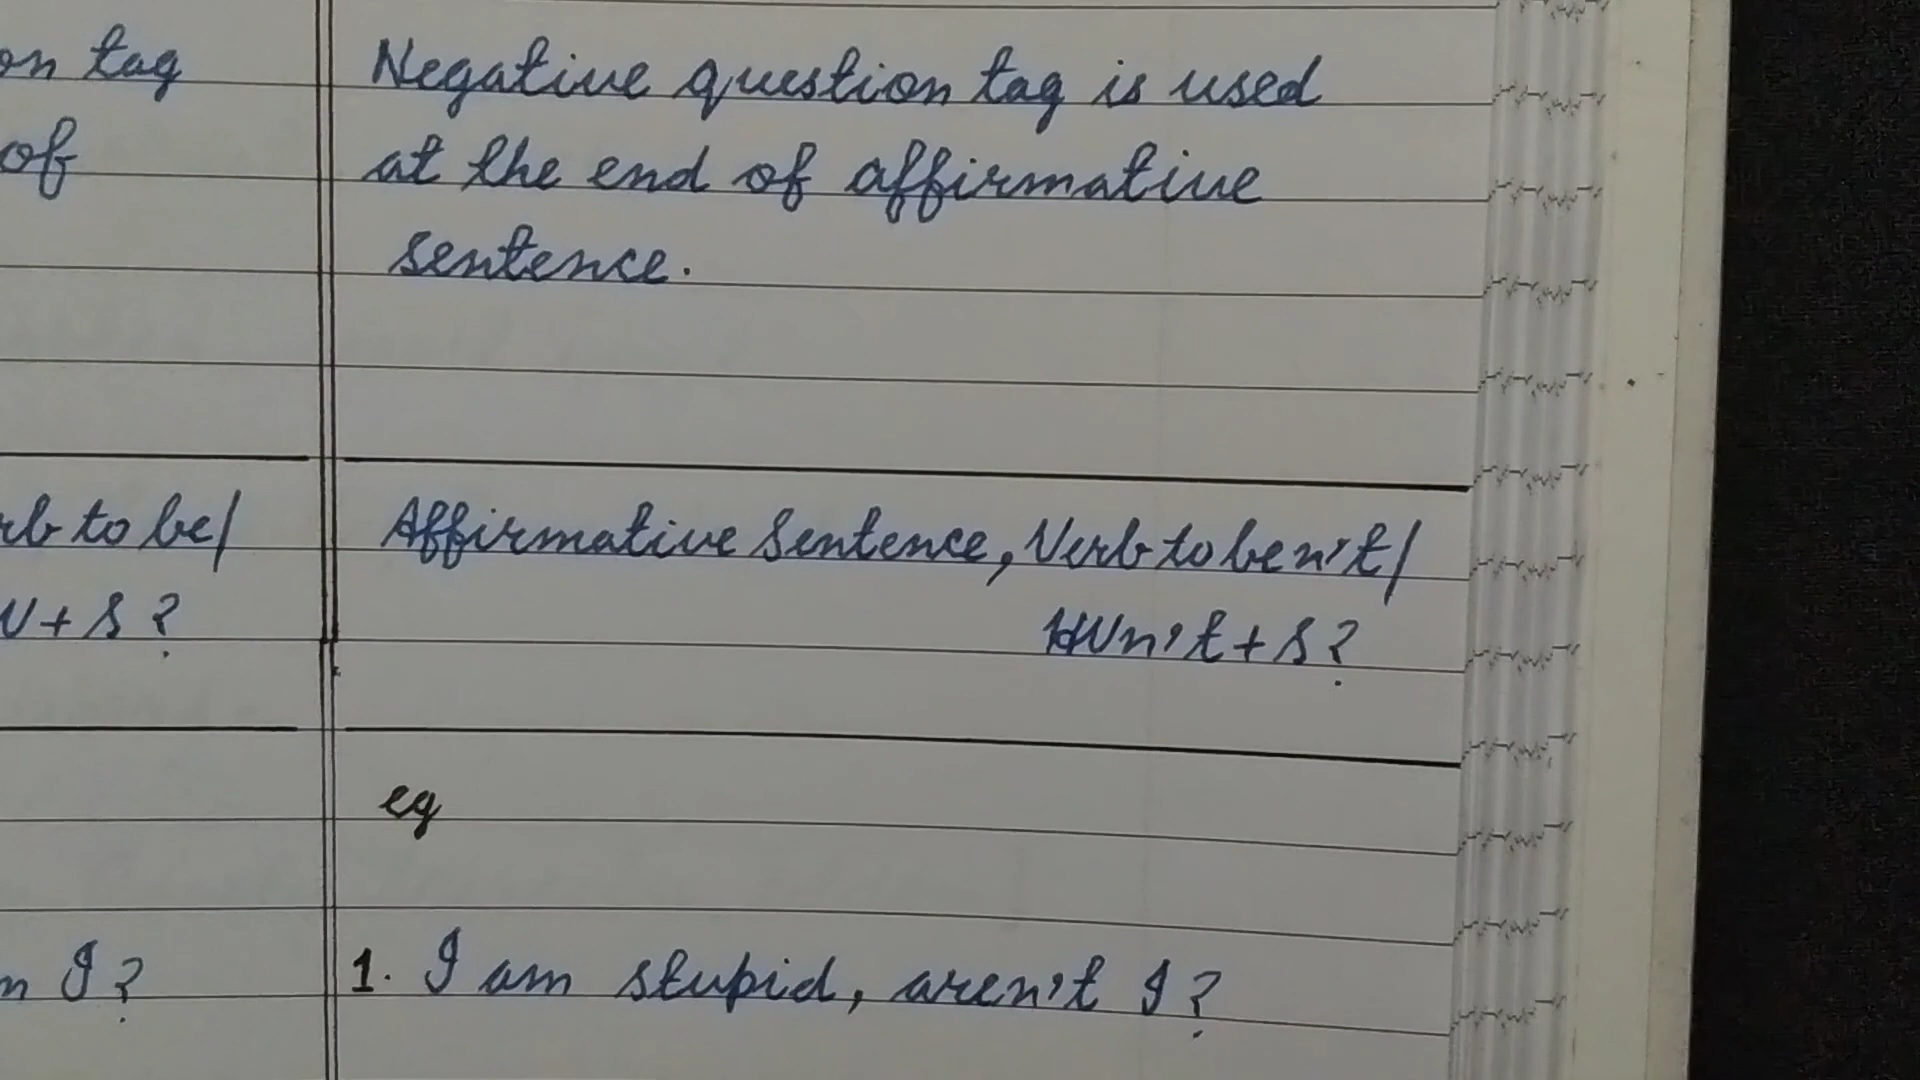 on tag
of
rb to be/
V + S ?
n I ?
Negative question tag is used
at the end of affirmative
sentence.
Affirmative Sentence, Verb to be n't /
HV n't + S ?
eg
1. I am stupid, aren't I ?